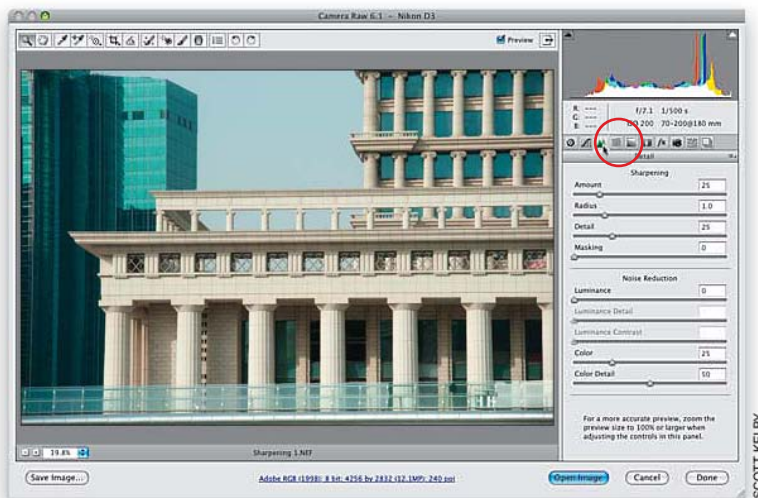 Camera Raw 6.1 – Nikon D3
Preview
R: ---
G: ---
B: ---
f/7.1 1/500 s
ISO 200 70-200@180 mm
Detail
Sharpening
Amount 25
Radius 1.0
Detail 25
Masking 0
Noise Reduction
Luminance 0
Luminance Detail
Luminance Contrast
Color 25
Color Detail 50
For a more accurate preview, zoom the
preview size to 100% or larger when
adjusting the controls in this panel.
19.8%
Sharpening 1.NEF
Save Image...
Adobe RGB (1998); 8 bit; 4256 by 2832 (12.1MP); 240 ppi
Open Image
Cancel
Done
SCOTT KELBY